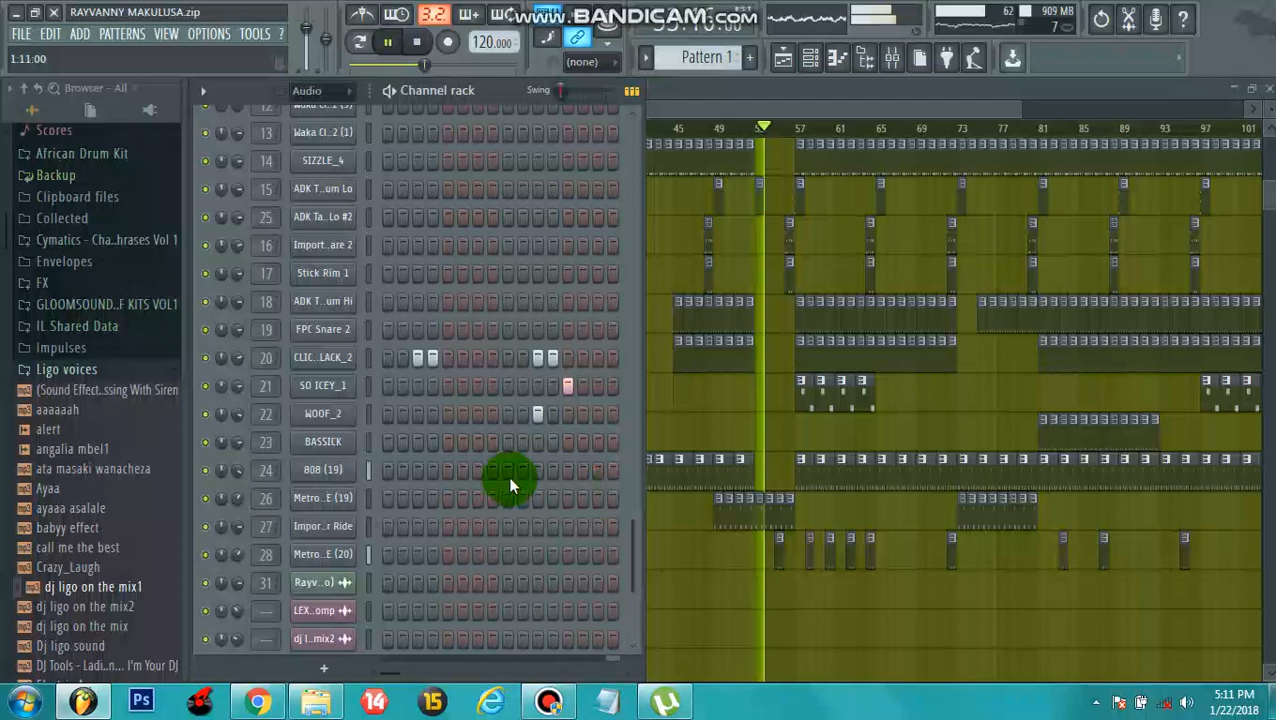 RAYVANNY MAKULUSA.zip
FILE EDIT ADD PATTERNS VIEW OPTIONS TOOLS ?
1:11:00
3.2
www.BANDICAM.com
120.000
(none)
Pattern 1
62
909 MB
7
Browser - All
Scores
African Drum Kit
Backup
Clipboard files
Collected
Cymatics - Cha...hrases Vol 1
Envelopes
FX
GLOOMSOUND..F KITS VOL1
IL Shared Data
Impulses
Ligo voices
(Sound Effect..ssing With Siren
aaaaaah
alert
angalia mbel1
ata masaki wanacheza
Ayaa
ayaaa asalale
babyy effect
call me the best
Crazy_Laugh
dj ligo on the mix1
dj ligo on the mix2
dj ligo on the mix
Dj ligo sound
DJ Tools - Ladi...n... I'm Your DJ
Audio
Channel rack
Swing
13 Waka Cl..2 (1)
14 SIZZLE_4
15 ADK T...um Lo
25 ADK Ta..Lo #2
16 Import...are 2
17 Stick Rim 1
18 ADK T...um Hi
19 FPC Snare 2
20 CLIC..LACK_2
21 SO ICEY_1
22 WOOF_2
23 BASSICK
24 808 (19)
26 Metro..E (19)
27 Impor..r Ride
28 Metro..E (20)
31 Rayv...o)
--- LEX...omp
--- dj l...mix2
45 49 57 61 65 69 73 77 81 85 89 93 97 101
Ps
14
15
5:11 PM
1/22/2018